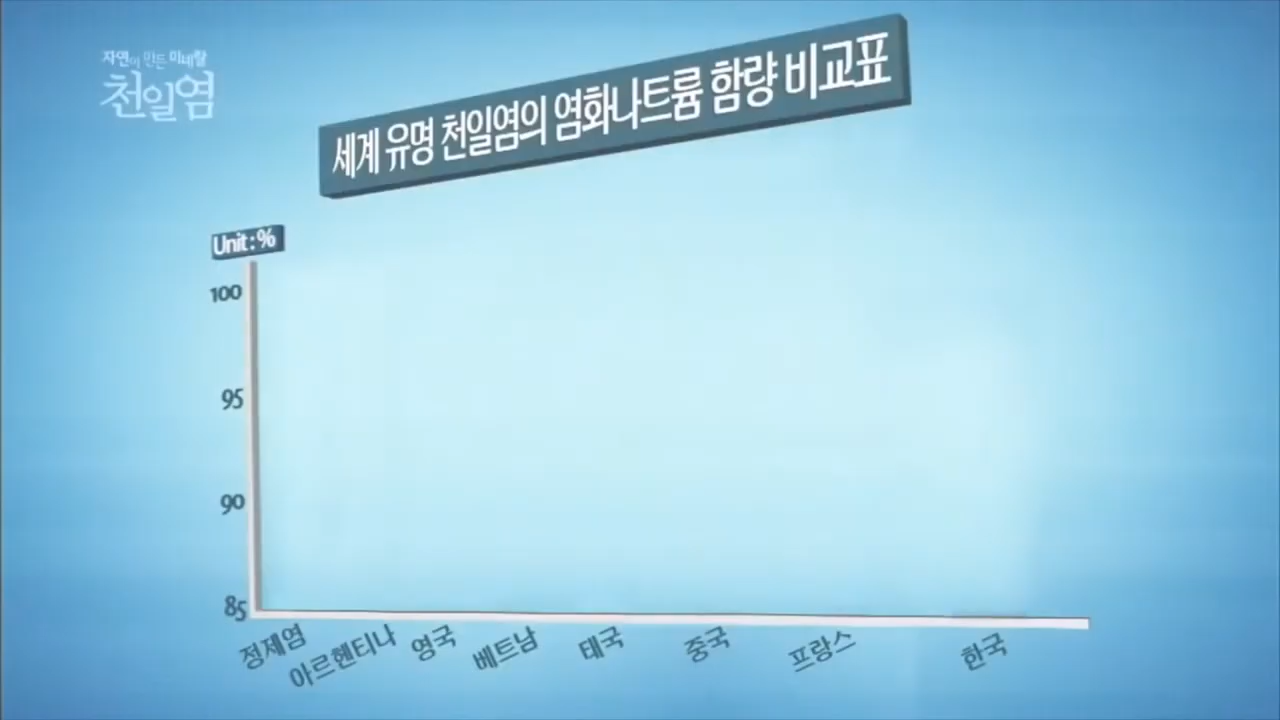 자연이 만든 미네랄
천일염
세계 유명 천일염의 염화나트륨 함량 비교표
Unit : %
100
95
90
85
정제염 아르헨티나 영국 베트남 태국 중국 프랑스 한국